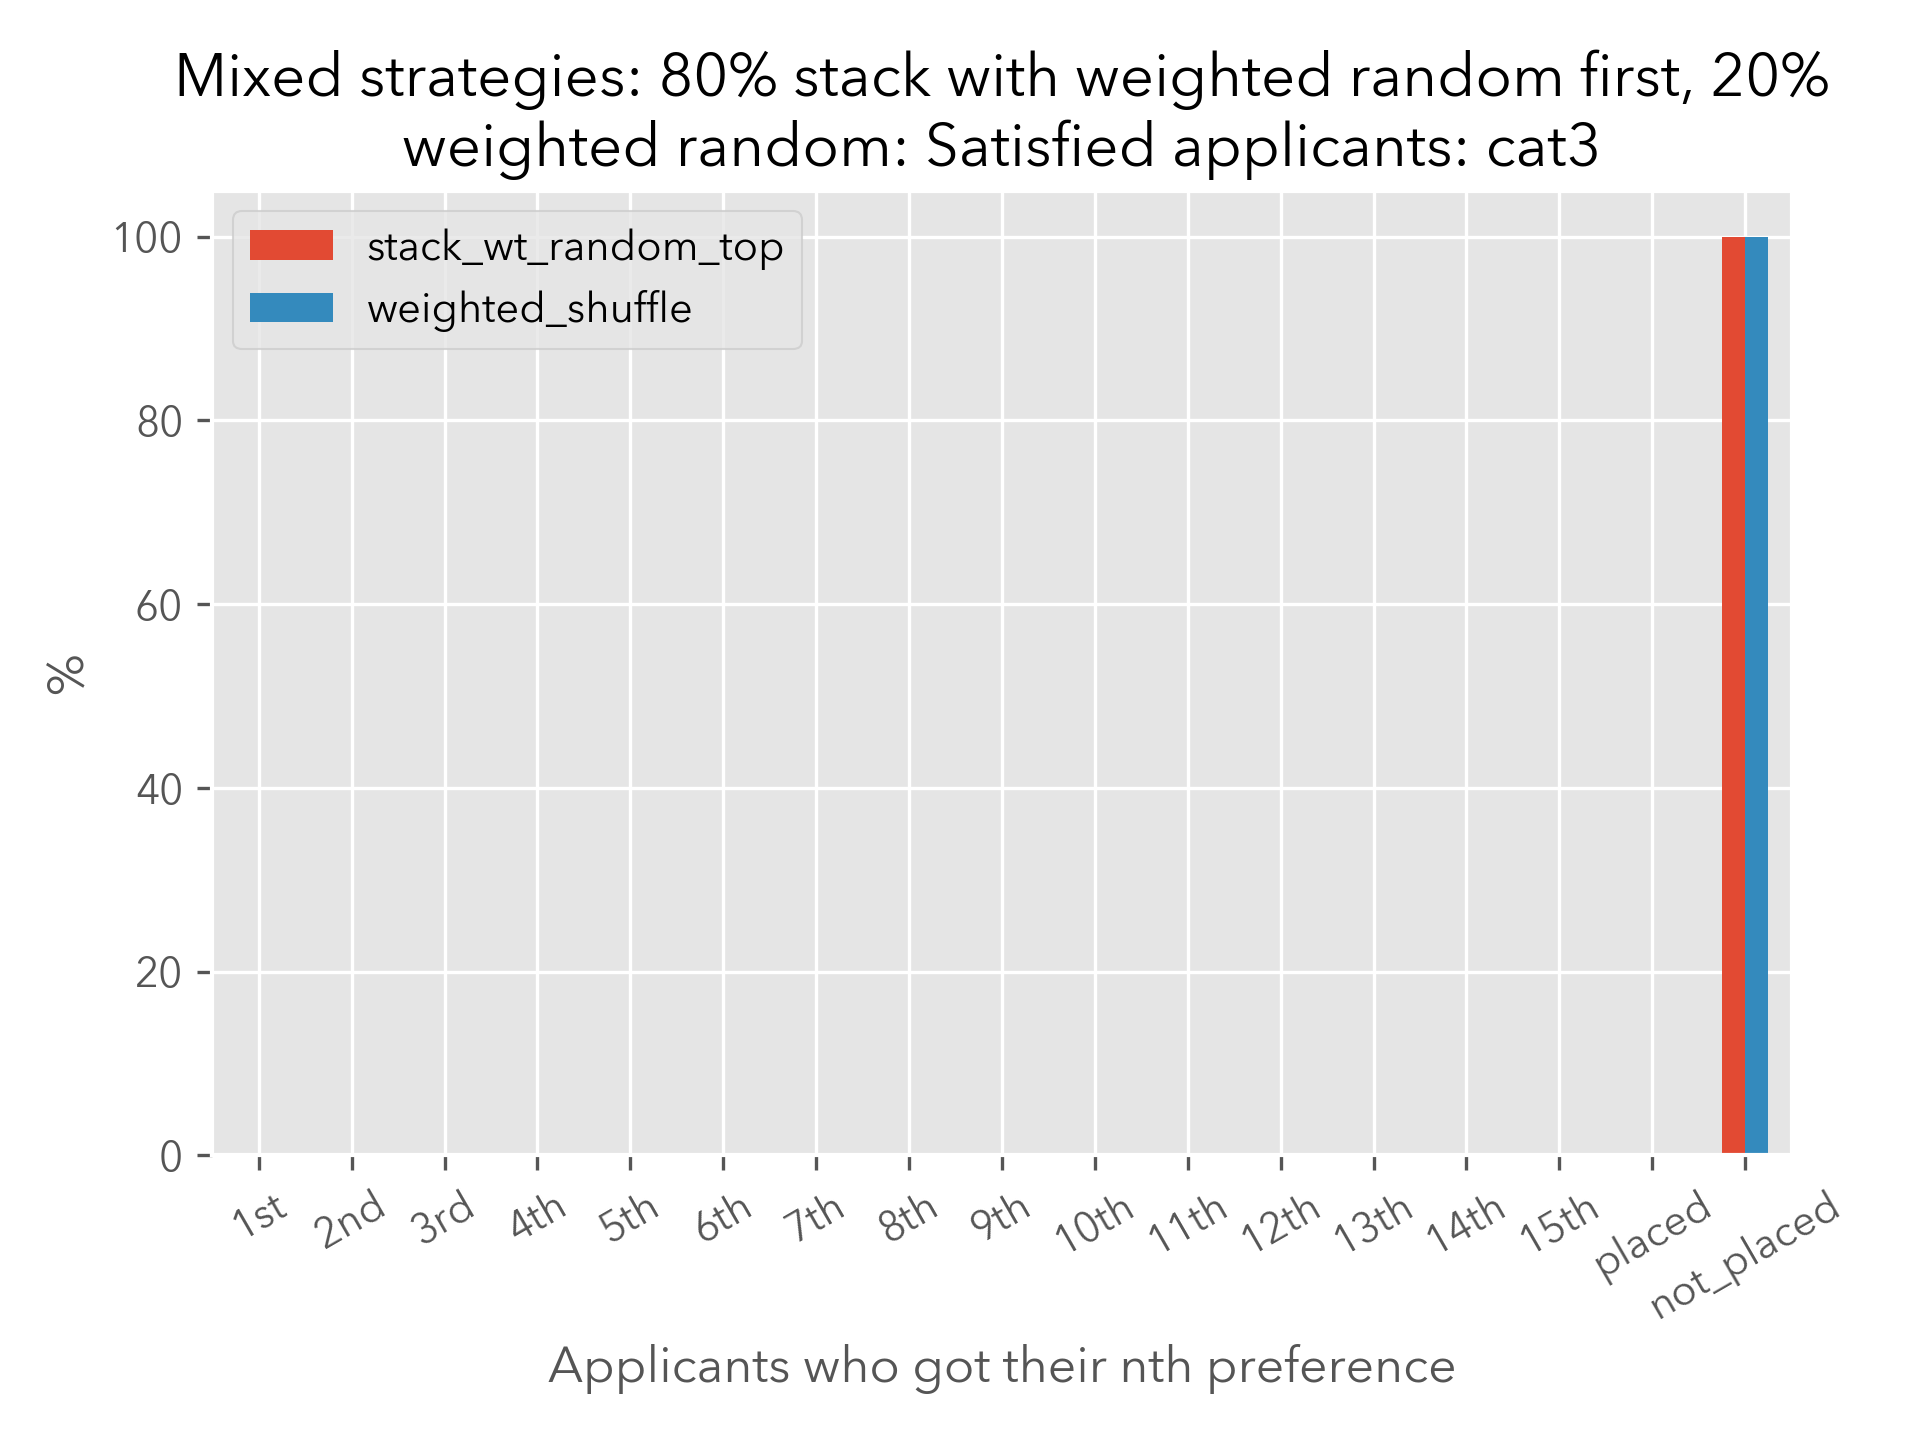 Mixed strategies: 80% stack with weighted random first, 20%
weighted random: Satisfied applicants: cat3
stack_wt_random_top
weighted_shuffle
100
80
60
40
20
0
%
1st
2nd
3rd
4th
5th
6th
7th
8th
9th
10th
11th
12th
13th
14th
15th
placed
not_placed
Applicants who got their nth preference